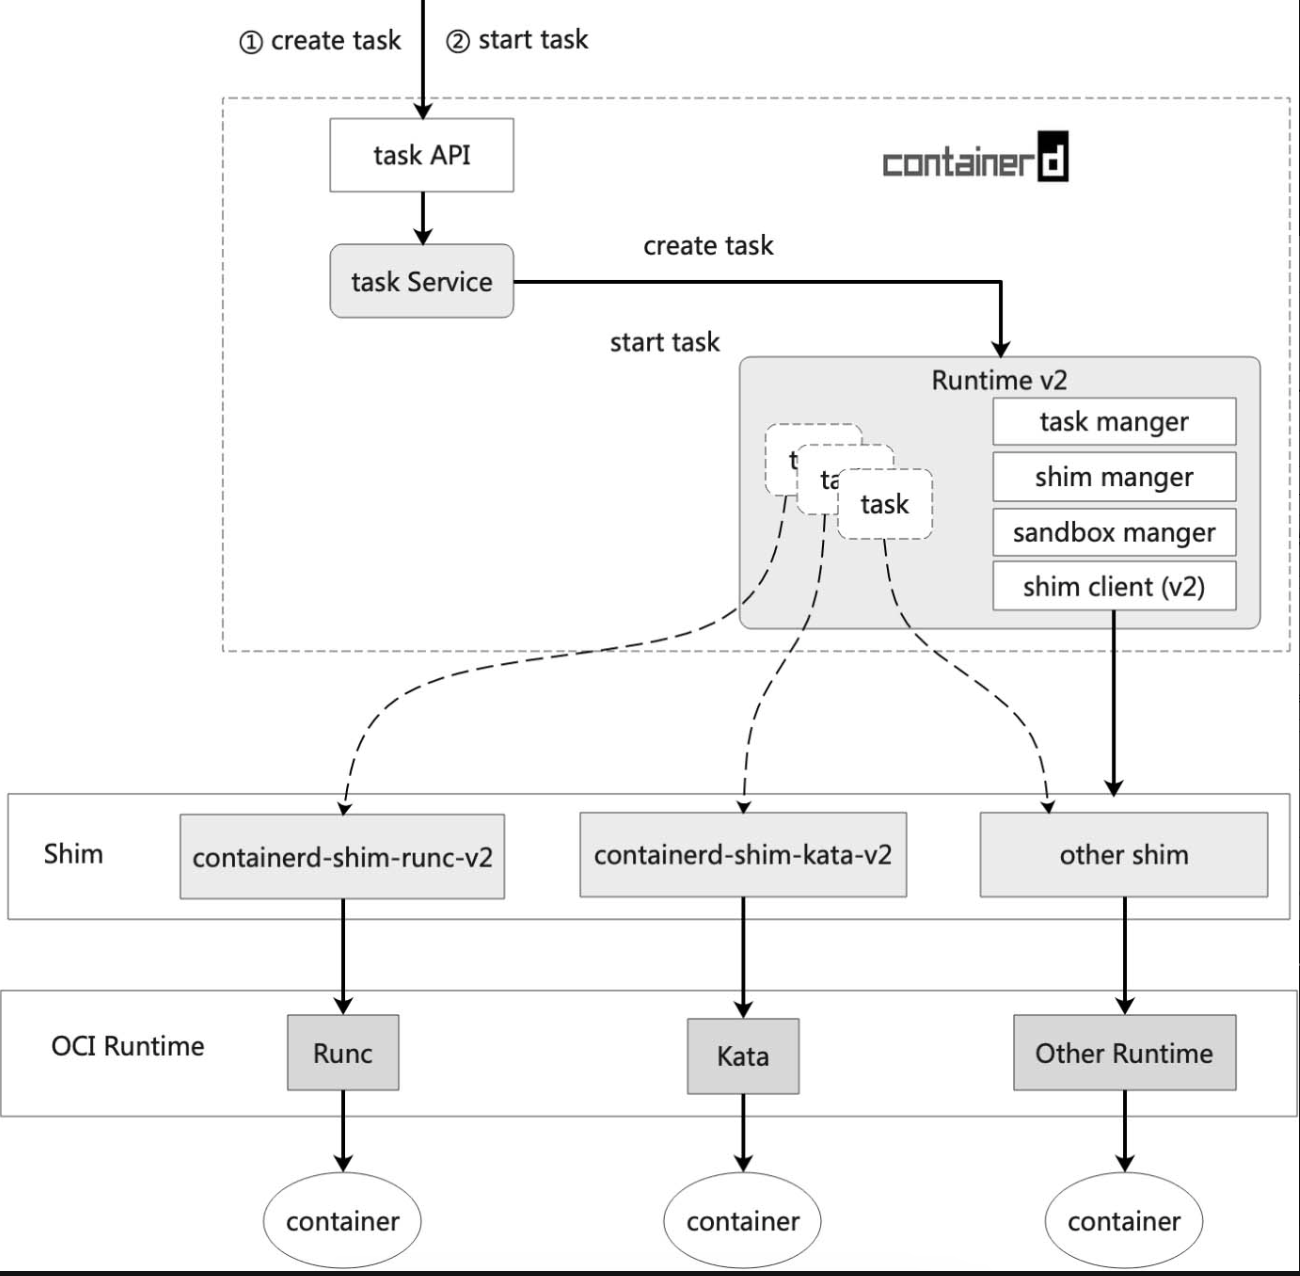 ① create task
② start task
task API
containerd
task Service
create task
start task
Runtime v2
task manger
shim manger
sandbox manger
shim client (v2)
t
ta
task
Shim
containerd-shim-runc-v2
containerd-shim-kata-v2
other shim
OCI Runtime
Runc
Kata
Other Runtime
container
container
container